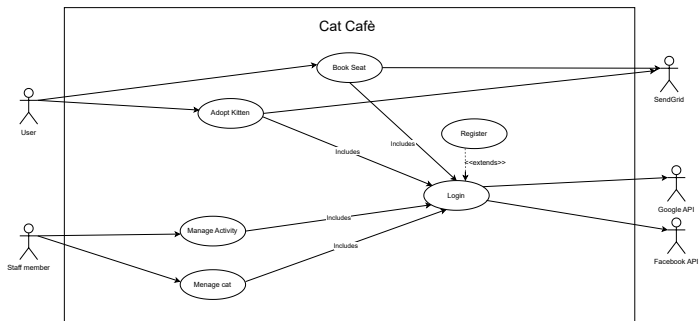 Cat Cafè
Book Seat
SendGrid
Adopt Kitten
User
Register
Includes
Includes
<<extends>>
Login
Google API
Includes
Manage Activity
Includes
Facebook API
Staff member
Menage cat